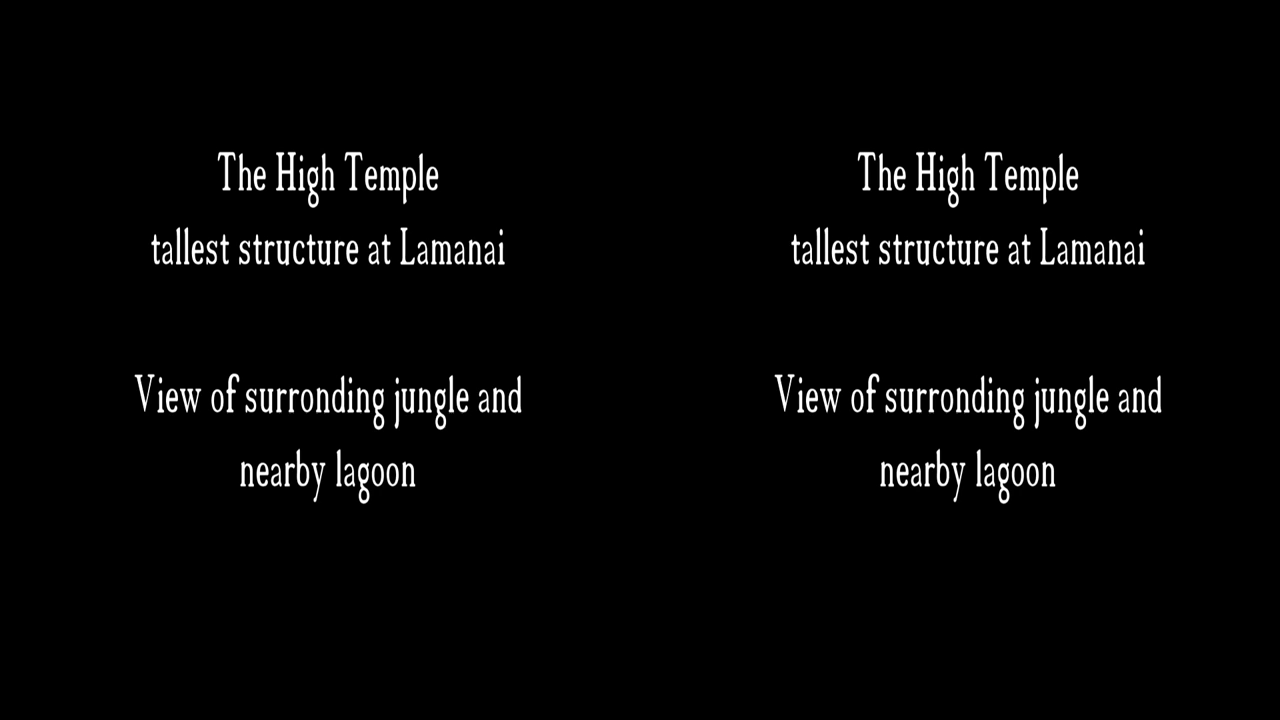 The High Temple
tallest structure at Lamanai
View of surronding jungle and
nearby lagoon
The High Temple
tallest structure at Lamanai
View of surronding jungle and
nearby lagoon